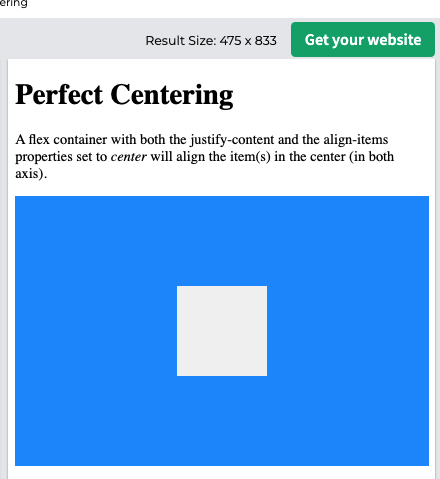 ering
Result Size: 475 x 833
Get your website
Perfect Centering
A flex container with both the justify-content and the align-items
properties set to center will align the item(s) in the center (in both
axis).